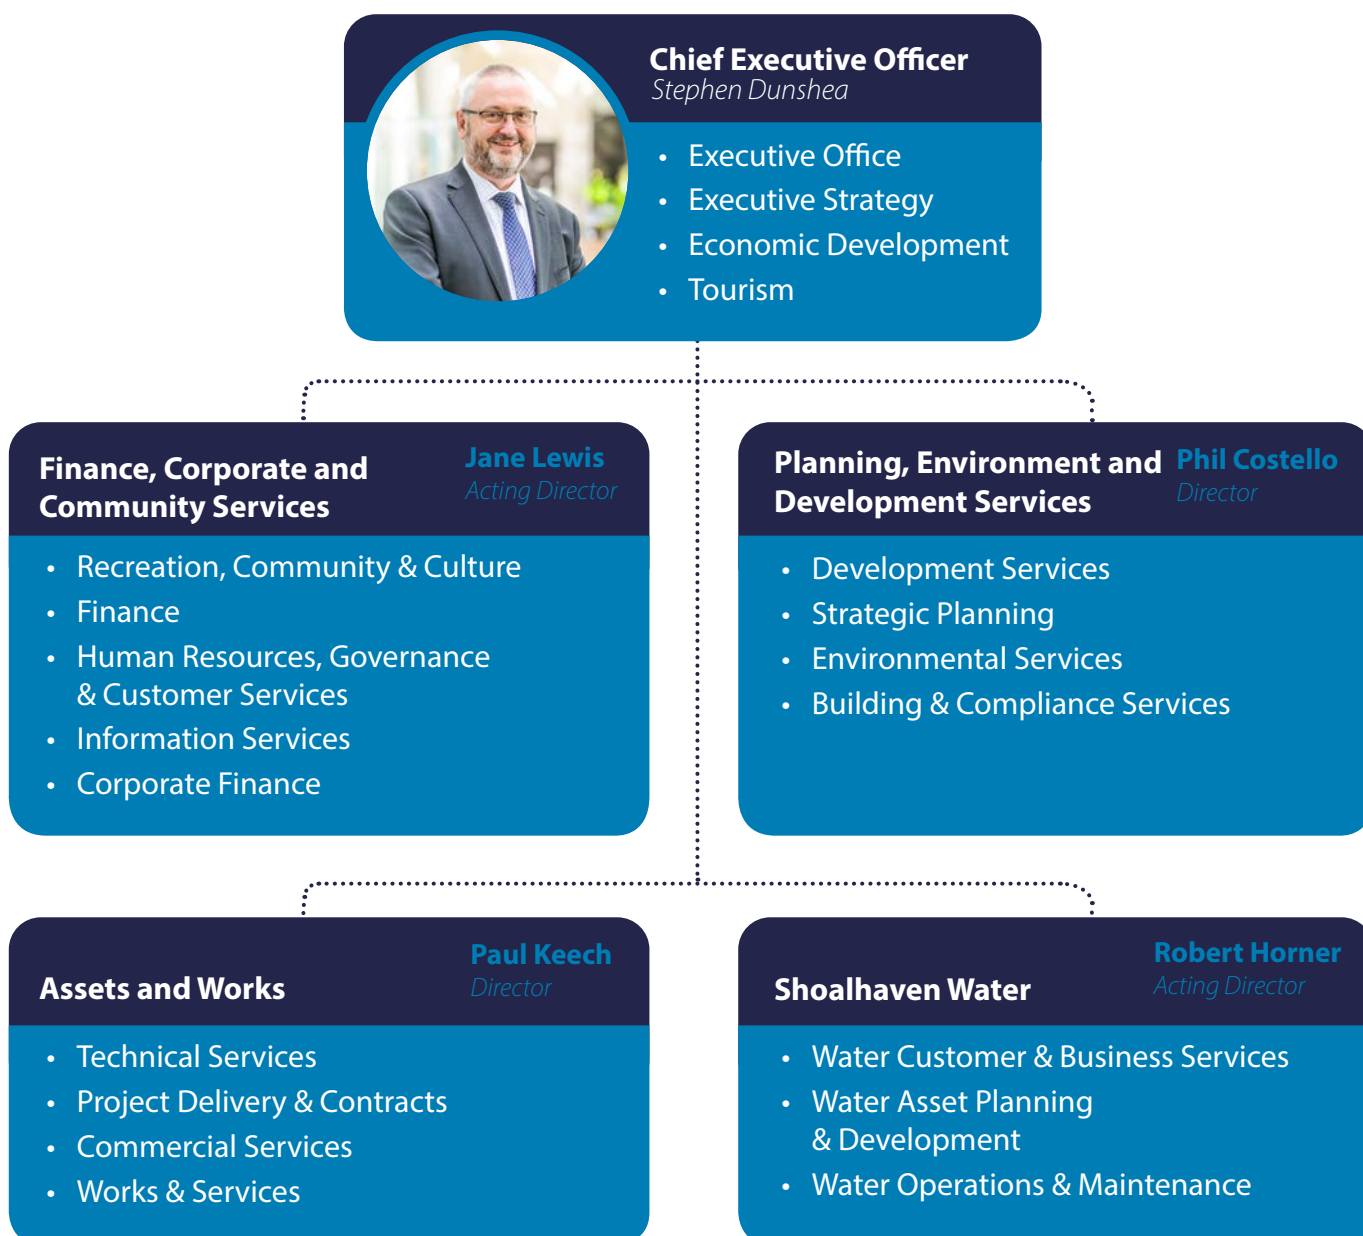 Chief Executive Officer
Stephen Dunshea
• Executive Office
• Executive Strategy
• Economic Development
• Tourism
Finance, Corporate and
Community Services
Jane Lewis
Acting Director
• Recreation, Community & Culture
• Finance
• Human Resources, Governance
& Customer Services
• Information Services
• Corporate Finance
Planning, Environment and
Development Services
Phil Costello
Director
• Development Services
• Strategic Planning
• Environmental Services
• Building & Compliance Services
Assets and Works
Paul Keech
Director
• Technical Services
• Project Delivery & Contracts
• Commercial Services
• Works & Services
Shoalhaven Water
Robert Horner
Acting Director
• Water Customer & Business Services
• Water Asset Planning
& Development
• Water Operations & Maintenance